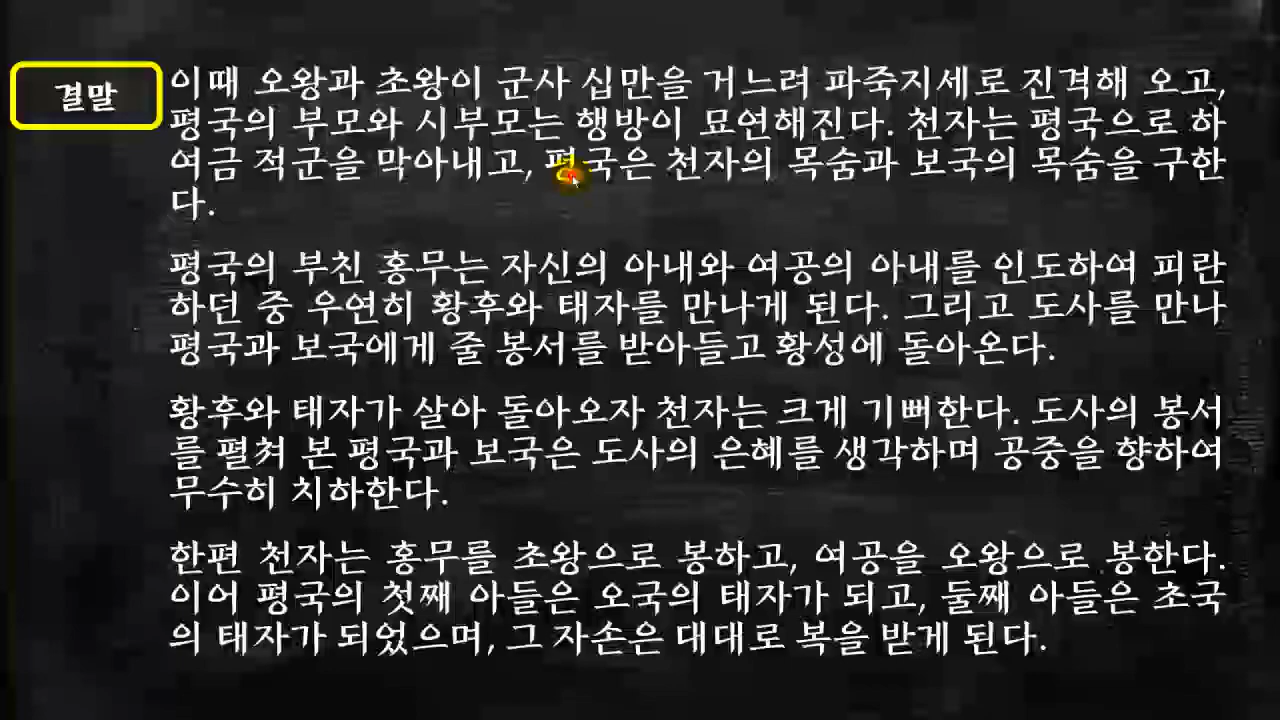 결말
이때 오왕과 초왕이 군사 십만을 거느려 파죽지세로 진격해 오고,
평국의 부모와 시부모는 행방이 묘연해진다. 천자는 평국으로 하
여금 적군을 막아내고, 평국은 천자의 목숨과 보국의 목숨을 구한
다.
평국의 부친 홍무는 자신의 아내와 여공의 아내를 인도하여 피란
하던 중 우연히 황후와 태자를 만나게 된다. 그리고 도사를 만나
평국과 보국에게 줄 봉서를 받아들고 황성에 돌아온다.
황후와 태자가 살아 돌아오자 천자는 크게 기뻐한다. 도사의 봉서
를 펼쳐 본 평국과 보국은 도사의 은혜를 생각하며 공중을 향하여
무수히 치하한다.
한편 천자는 홍무를 초왕으로 봉하고, 여공을 오왕으로 봉한다.
이어 평국의 첫째 아들은 오국의 태자가 되고, 둘째 아들은 초국
의 태자가 되었으며, 그 자손은 대대로 복을 받게 된다.